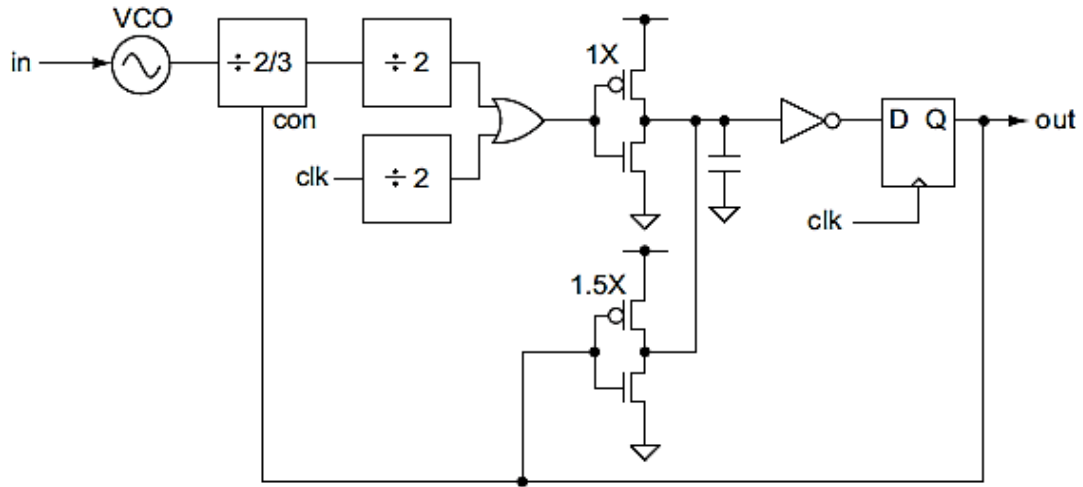 VCO
in
÷ 2/3
÷ 2
con
clk
÷ 2
1X
1.5X
D Q
clk
out